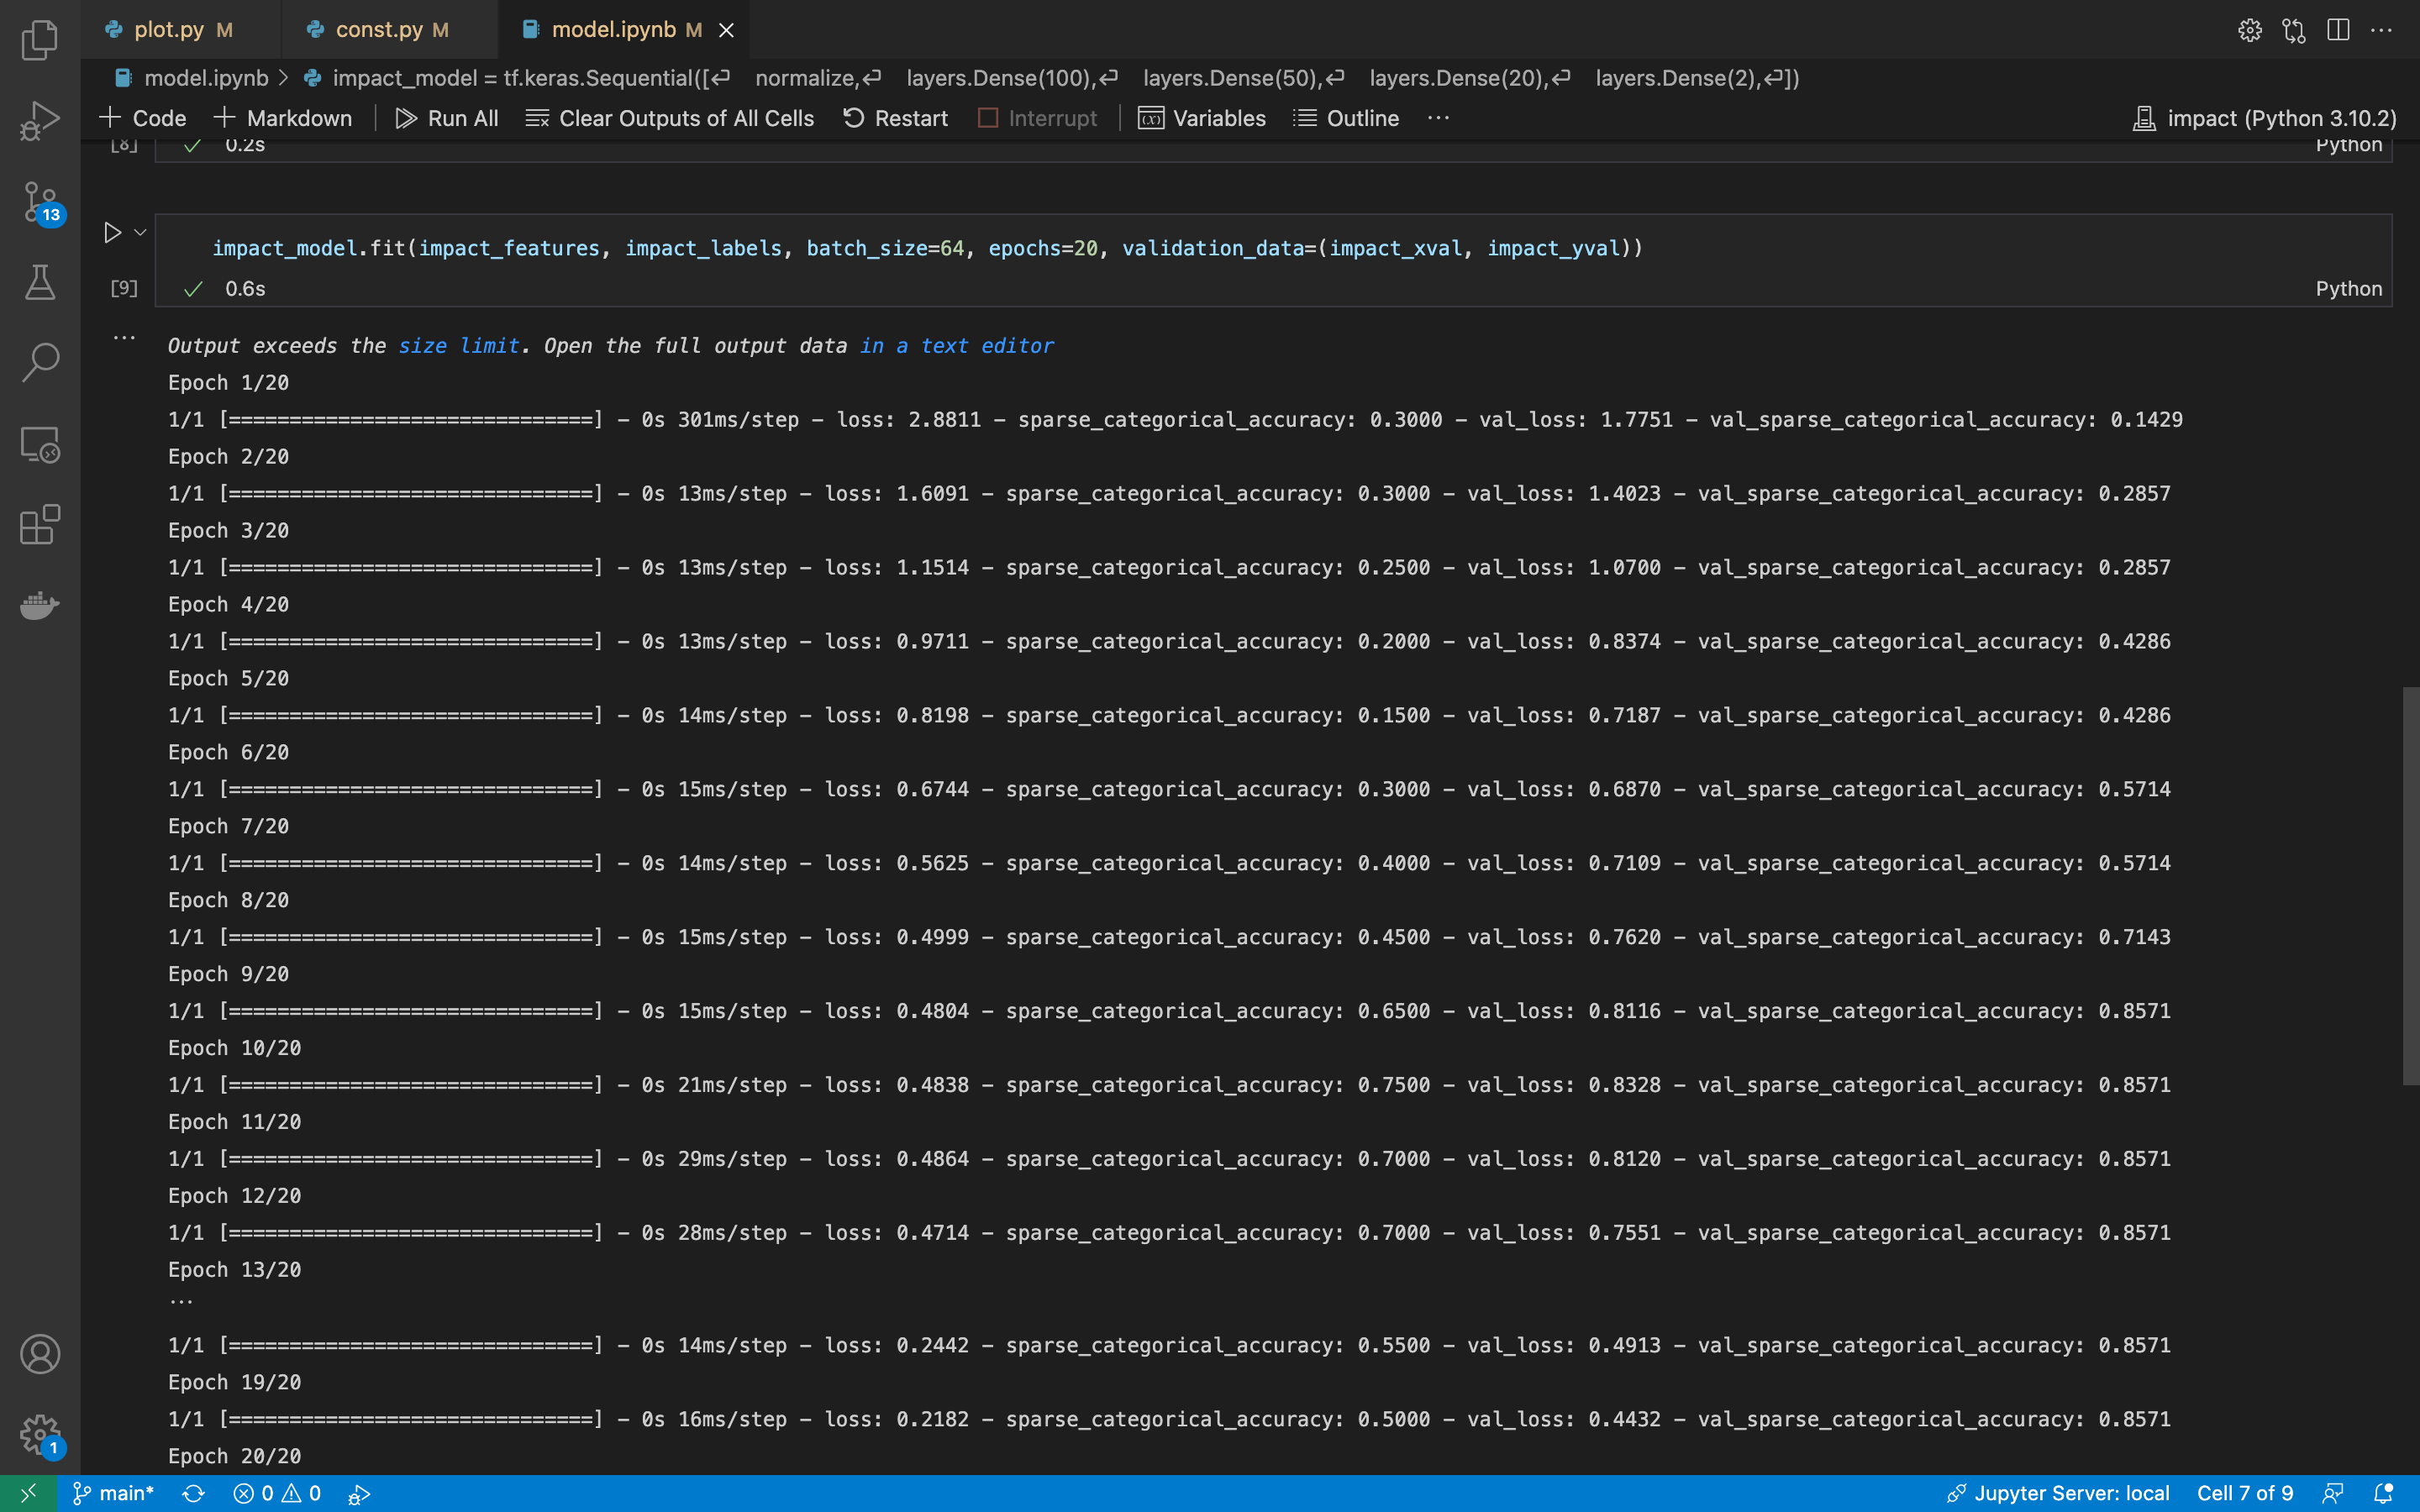 plot.py M const.py M model.ipynb M
model.ipynb > impact_model = tf.keras.Sequential([↵ normalize,↵ layers.Dense(100),↵ layers.Dense(50),↵ layers.Dense(20),↵ layers.Dense(2),↵])
+ Code + Markdown Run All Clear Outputs of All Cells Restart Interrupt Variables Outline ··· impact (Python 3.10.2)
[8] 0.2s Python
13
impact_model.fit(impact_features, impact_labels, batch_size=64, epochs=20, validation_data=(impact_xval, impact_yval))
[9] 0.6s Python
Output exceeds the size limit. Open the full output data in a text editor
Epoch 1/20
1/1 [==============================] - 0s 301ms/step - loss: 2.8811 - sparse_categorical_accuracy: 0.3000 - val_loss: 1.7751 - val_sparse_categorical_accuracy: 0.1429
Epoch 2/20
1/1 [==============================] - 0s 13ms/step - loss: 1.6091 - sparse_categorical_accuracy: 0.3000 - val_loss: 1.4023 - val_sparse_categorical_accuracy: 0.2857
Epoch 3/20
1/1 [==============================] - 0s 13ms/step - loss: 1.1514 - sparse_categorical_accuracy: 0.2500 - val_loss: 1.0700 - val_sparse_categorical_accuracy: 0.2857
Epoch 4/20
1/1 [==============================] - 0s 13ms/step - loss: 0.9711 - sparse_categorical_accuracy: 0.2000 - val_loss: 0.8374 - val_sparse_categorical_accuracy: 0.4286
Epoch 5/20
1/1 [==============================] - 0s 14ms/step - loss: 0.8198 - sparse_categorical_accuracy: 0.1500 - val_loss: 0.7187 - val_sparse_categorical_accuracy: 0.4286
Epoch 6/20
1/1 [==============================] - 0s 15ms/step - loss: 0.6744 - sparse_categorical_accuracy: 0.3000 - val_loss: 0.6870 - val_sparse_categorical_accuracy: 0.5714
Epoch 7/20
1/1 [==============================] - 0s 14ms/step - loss: 0.5625 - sparse_categorical_accuracy: 0.4000 - val_loss: 0.7109 - val_sparse_categorical_accuracy: 0.5714
Epoch 8/20
1/1 [==============================] - 0s 15ms/step - loss: 0.4999 - sparse_categorical_accuracy: 0.4500 - val_loss: 0.7620 - val_sparse_categorical_accuracy: 0.7143
Epoch 9/20
1/1 [==============================] - 0s 15ms/step - loss: 0.4804 - sparse_categorical_accuracy: 0.6500 - val_loss: 0.8116 - val_sparse_categorical_accuracy: 0.8571
Epoch 10/20
1/1 [==============================] - 0s 21ms/step - loss: 0.4838 - sparse_categorical_accuracy: 0.7500 - val_loss: 0.8328 - val_sparse_categorical_accuracy: 0.8571
Epoch 11/20
1/1 [==============================] - 0s 29ms/step - loss: 0.4864 - sparse_categorical_accuracy: 0.7000 - val_loss: 0.8120 - val_sparse_categorical_accuracy: 0.8571
Epoch 12/20
1/1 [==============================] - 0s 28ms/step - loss: 0.4714 - sparse_categorical_accuracy: 0.7000 - val_loss: 0.7551 - val_sparse_categorical_accuracy: 0.8571
Epoch 13/20
...
1/1 [==============================] - 0s 14ms/step - loss: 0.2442 - sparse_categorical_accuracy: 0.5500 - val_loss: 0.4913 - val_sparse_categorical_accuracy: 0.8571
Epoch 19/20
1/1 [==============================] - 0s 16ms/step - loss: 0.2182 - sparse_categorical_accuracy: 0.5000 - val_loss: 0.4432 - val_sparse_categorical_accuracy: 0.8571
Epoch 20/20
1
main* 0 0 Jupyter Server: local Cell 7 of 9